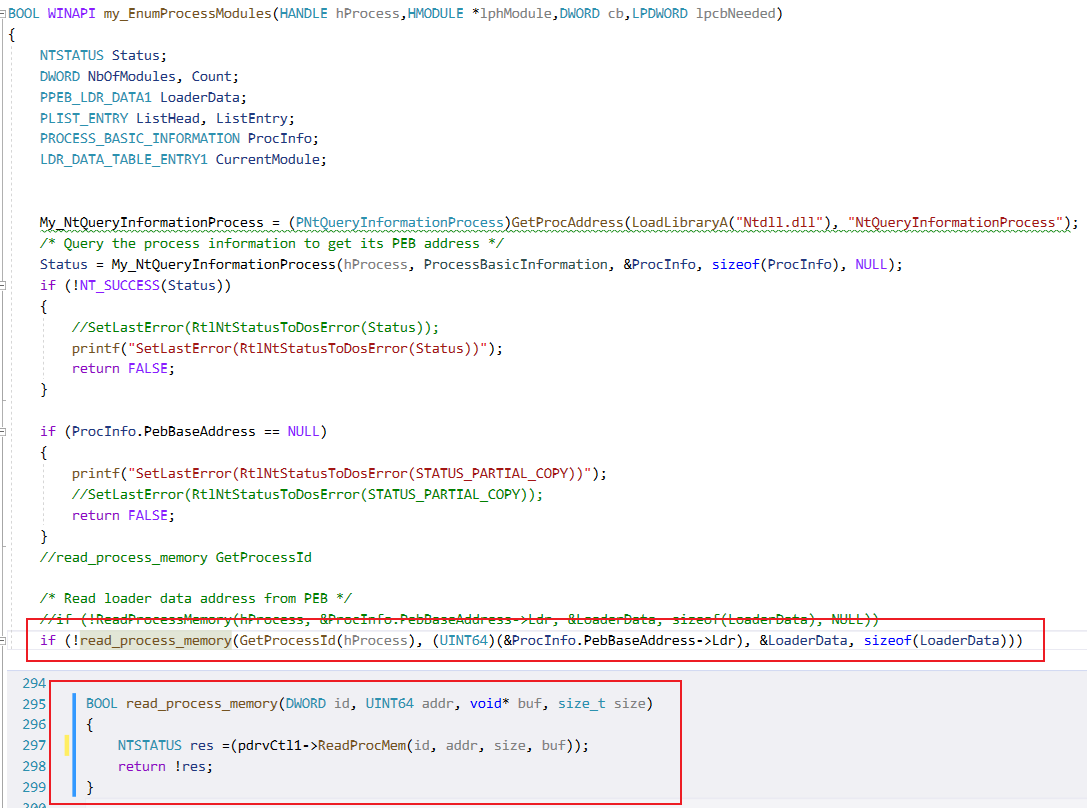 BOOL WINAPI my_EnumProcessModules(HANDLE hProcess,HMODULE *lphModule,DWORD cb,LPDWORD lpcbNeeded)
{
NTSTATUS Status;
DWORD NbOfModules, Count;
PPEB_LDR_DATA1 LoaderData;
PLIST_ENTRY ListHead, ListEntry;
PROCESS_BASIC_INFORMATION ProcInfo;
LDR_DATA_TABLE_ENTRY1 CurrentModule;
My_NtQueryInformationProcess = (PNtQueryInformationProcess)GetProcAddress(LoadLibraryA("Ntdll.dll"), "NtQueryInformationProcess");
/* Query the process information to get its PEB address */
Status = My_NtQueryInformationProcess(hProcess, ProcessBasicInformation, &ProcInfo, sizeof(ProcInfo), NULL);
if (!NT_SUCCESS(Status))
{
//SetLastError(RtlNtStatusToDosError(Status));
printf("SetLastError(RtlNtStatusToDosError(Status))");
return FALSE;
}
if (ProcInfo.PebBaseAddress == NULL)
{
printf("SetLastError(RtlNtStatusToDosError(STATUS_PARTIAL_COPY))");
//SetLastError(RtlNtStatusToDosError(STATUS_PARTIAL_COPY));
return FALSE;
}
//read_process_memory GetProcessId
/* Read loader data address from PEB */
//if (!ReadProcessMemory(hProcess, &ProcInfo.PebBaseAddress->Ldr, &LoaderData, sizeof(LoaderData), NULL))
if (!read_process_memory(GetProcessId(hProcess), (UINT64)(&ProcInfo.PebBaseAddress->Ldr), &LoaderData, sizeof(LoaderData)))
294
295 BOOL read_process_memory(DWORD id, UINT64 addr, void* buf, size_t size)
296 {
297 NTSTATUS res =(pdrvCtl1->ReadProcMem(id, addr, size, buf));
298 return !res;
299 }
300